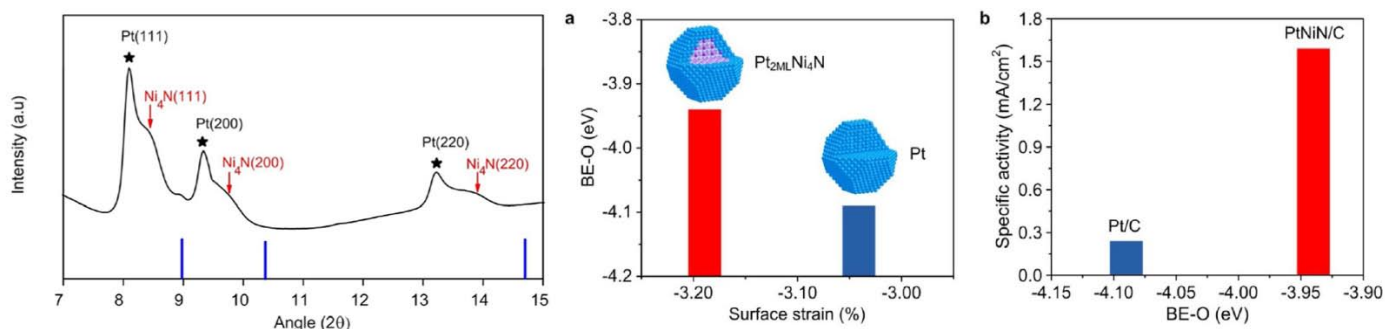 Intensity (a.u)
Pt(111)
Ni₄N(111)
Pt(200)
Ni₄N(200)
Pt(220)
Ni₄N(220)
7 8 9 10 11 12 13 14 15
Angle (2θ)
a
BE-O (eV)
-3.8
-3.9
-4.0
-4.1
-4.2
Pt₂MLNi₄N
Pt
-3.20 -3.10 -3.00
Surface strain (%)
b
Specific activity (mA/cm²)
1.8
1.5
1.2
0.9
0.6
0.3
0.0
PtNiN/C
Pt/C
-4.15 -4.10 -4.05 -4.00 -3.95 -3.90
BE-O (eV)